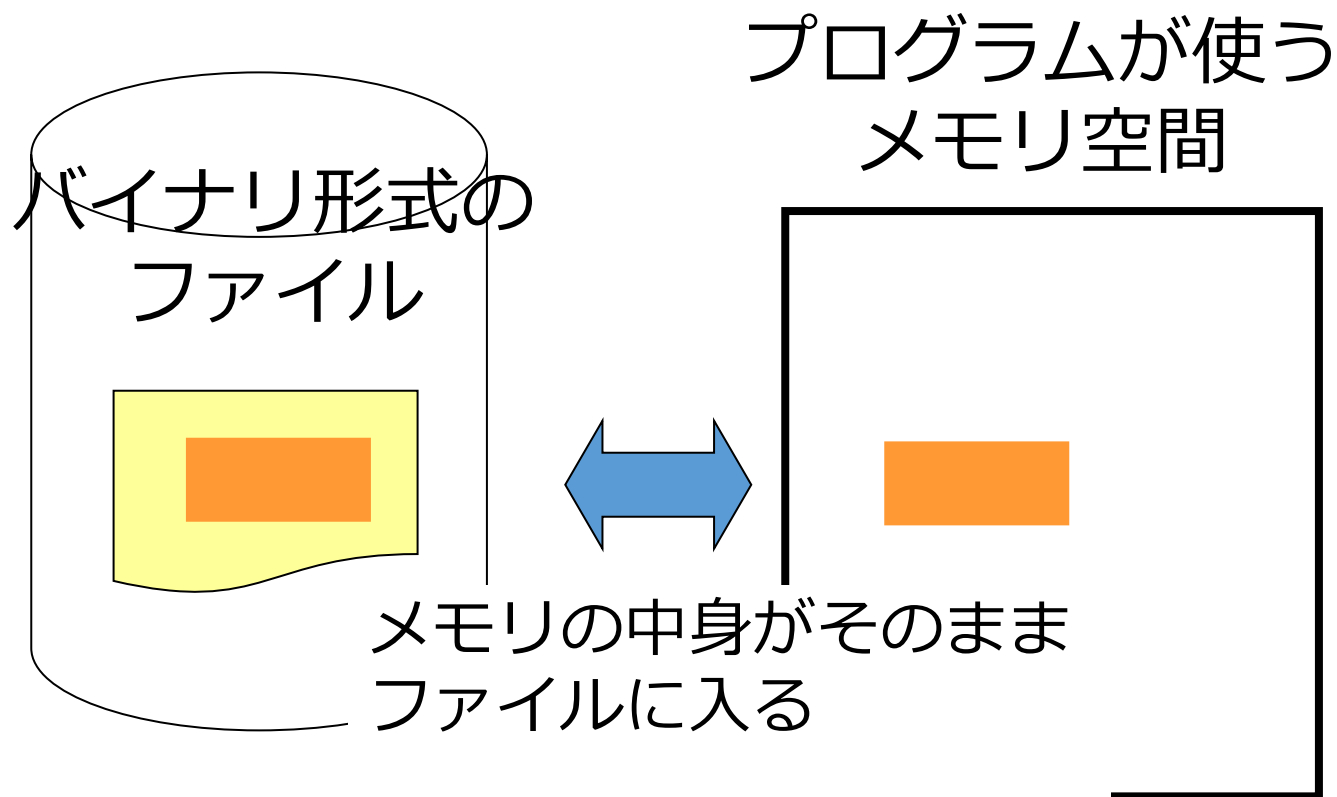 プログラムが使う
メモリ空間
バイナリ形式の
ファイル
メモリの中身がそのまま
ファイルに入る